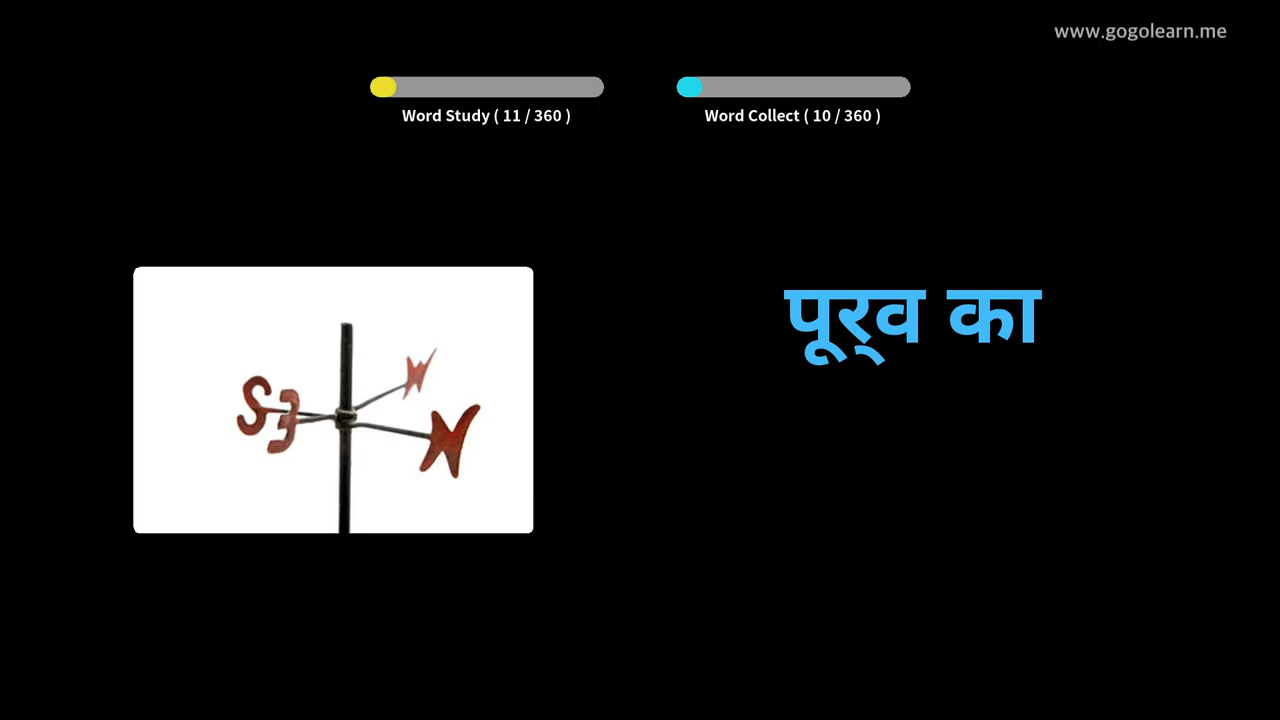 www.gogolearn.me
Word Study ( 11 / 360 )
Word Collect ( 10 / 360 )
पूर्व का
S E W N